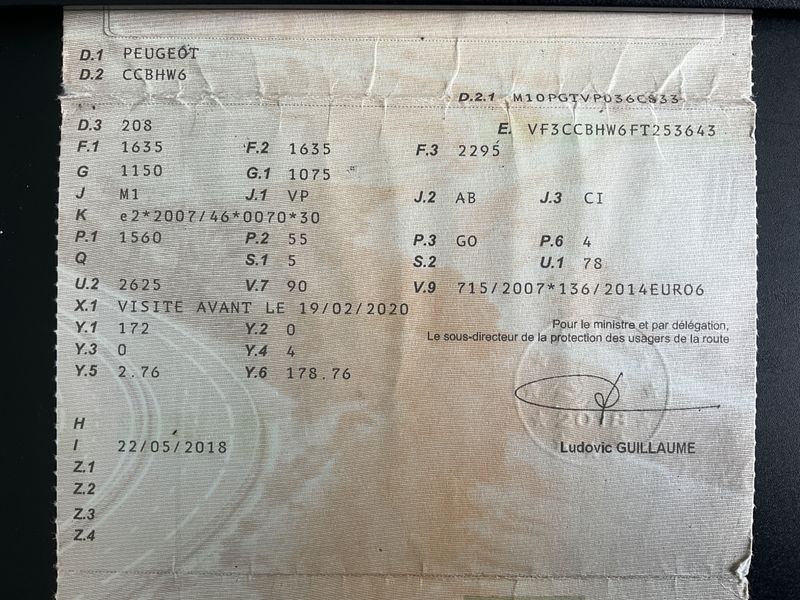 D.1 PEUGEOT
D.2 CCBHW6
D.2.1 M10PGTVP036C833
D.3 208
E. VF3CCBHW6FT253643
F.1 1635 F.2 1635 F.3 2295
G 1150 G.1 1075
J M1 J.1 VP J.2 AB J.3 CI
K e2*2007/46*0070*30
P.1 1560 P.2 55 P.3 GO P.6 4
Q S.1 5 S.2 U.1 78
U.2 2625 V.7 90 V.9 715/2007*136/2014EURO6
X.1 VISITE AVANT LE 19/02/2020
Y.1 172 Y.2 0
Y.3 0 Y.4 4
Y.5 2.76 Y.6 178.76
Pour le ministre et par délégation,
Le sous-directeur de la protection des usagers de la route
2018
Ludovic GUILLAUME
H
I 22/05/2018
Z.1
Z.2
Z.3
Z.4